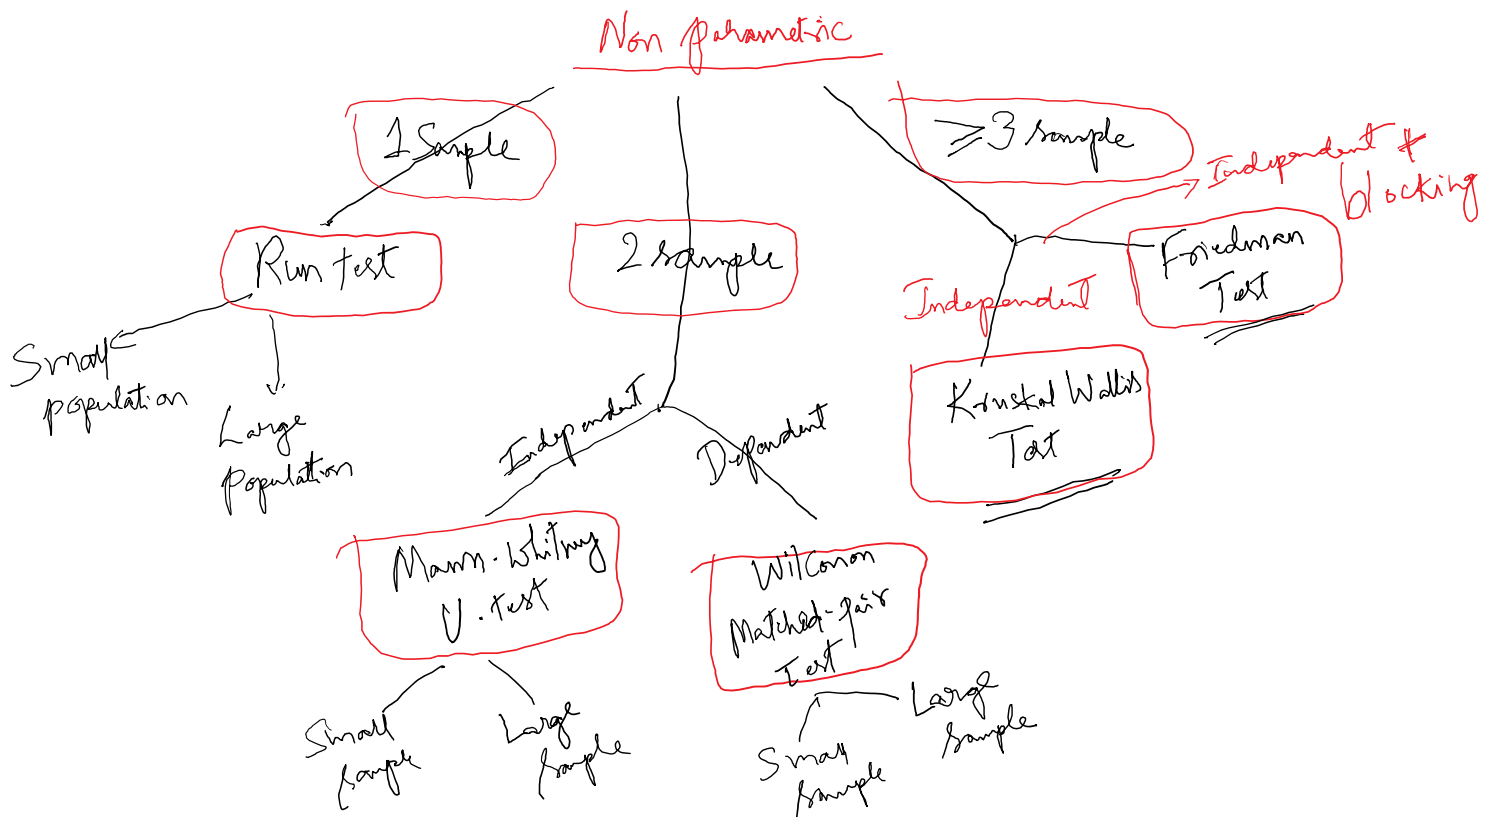 Non parametric
1 Sample
≥3 sample
Independent +
blocking
Run test
2 sample
Friedman
Test
Independent
Small
population
Large
population
Kruskal Wallis
Test
Independent
Dependent
Mann-Whitney
U-test
Wilcoxon
Matched-pair
Test
Small
sample
Large
sample
Small
sample
Large
sample